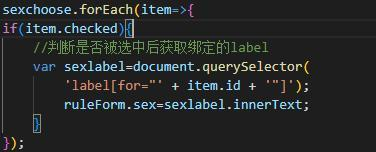 sexchoose.forEach(item=>{
if(item.checked){
//判断是否被选中后获取绑定的label
var sexlabel=document.querySelector(
'label[for="' + item.id + '"]');
ruleForm.sex=sexlabel.innerText;
}
});